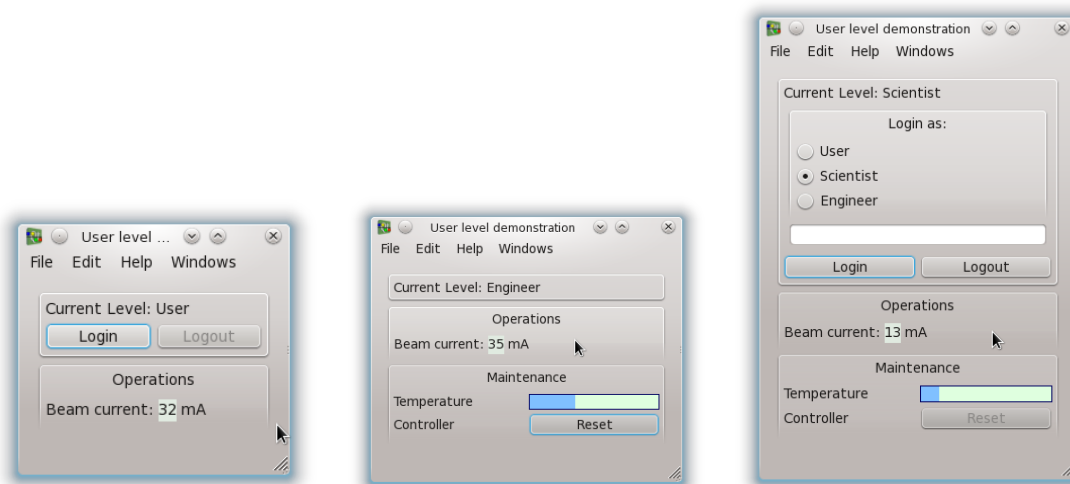 User level ...
File Edit Help Windows
Current Level: User
Login Logout
Operations
Beam current: 32 mA
User level demonstration
File Edit Help Windows
Current Level: Engineer
Operations
Beam current: 35 mA
Maintenance
Temperature
Controller Reset
User level demonstration
File Edit Help Windows
Current Level: Scientist
Login as:
User
Scientist
Engineer
Login Logout
Operations
Beam current: 13 mA
Maintenance
Temperature
Controller Reset